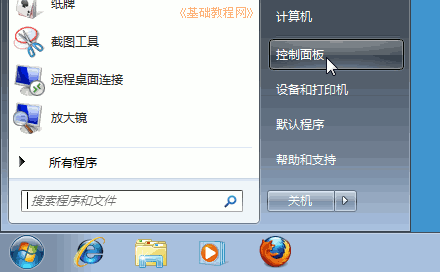 纸牌
《基础教程网》
截图工具
远程桌面连接
放大镜
所有程序
搜索程序和文件
计算机
控制面板
设备和打印机
默认程序
帮助和支持
关机